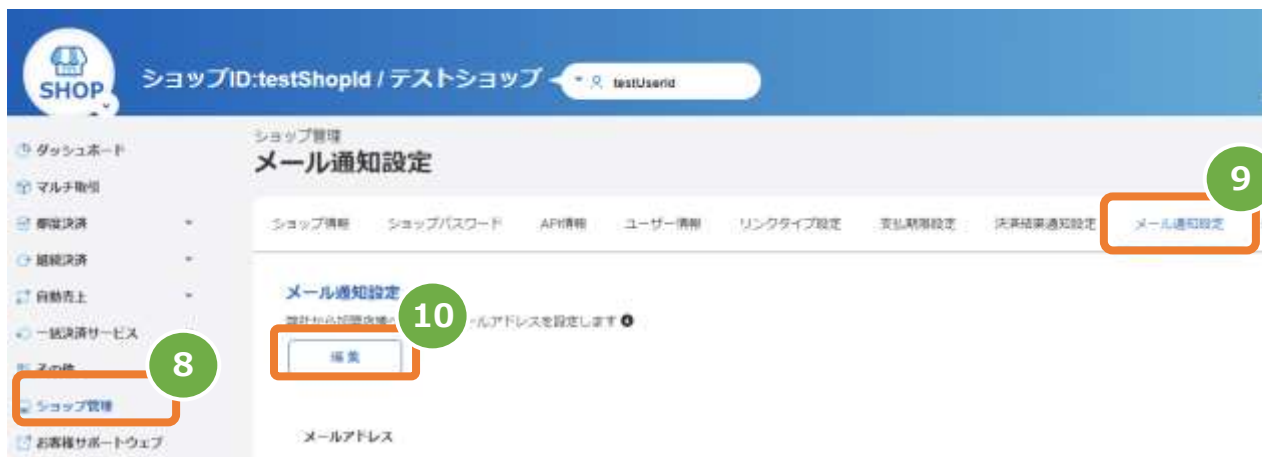 SHOP
ショップID:testShopId / テストショップ
testUserid
ダッシュボード
マルチ取引
都度決済
継続決済
自動売上
一括決済サービス
その他
ショップ管理
お客様サポートウェブ
8
ショップ管理
メール通知設定
9
ショップ情報 ショップパスワード API情報 ユーザー情報 リンクタイプ設定 支払期限設定 決済結果通知設定 メール通知設定
メール通知設定
10
弊社から加盟店様 ールアドレスを設定します
編集
メールアドレス